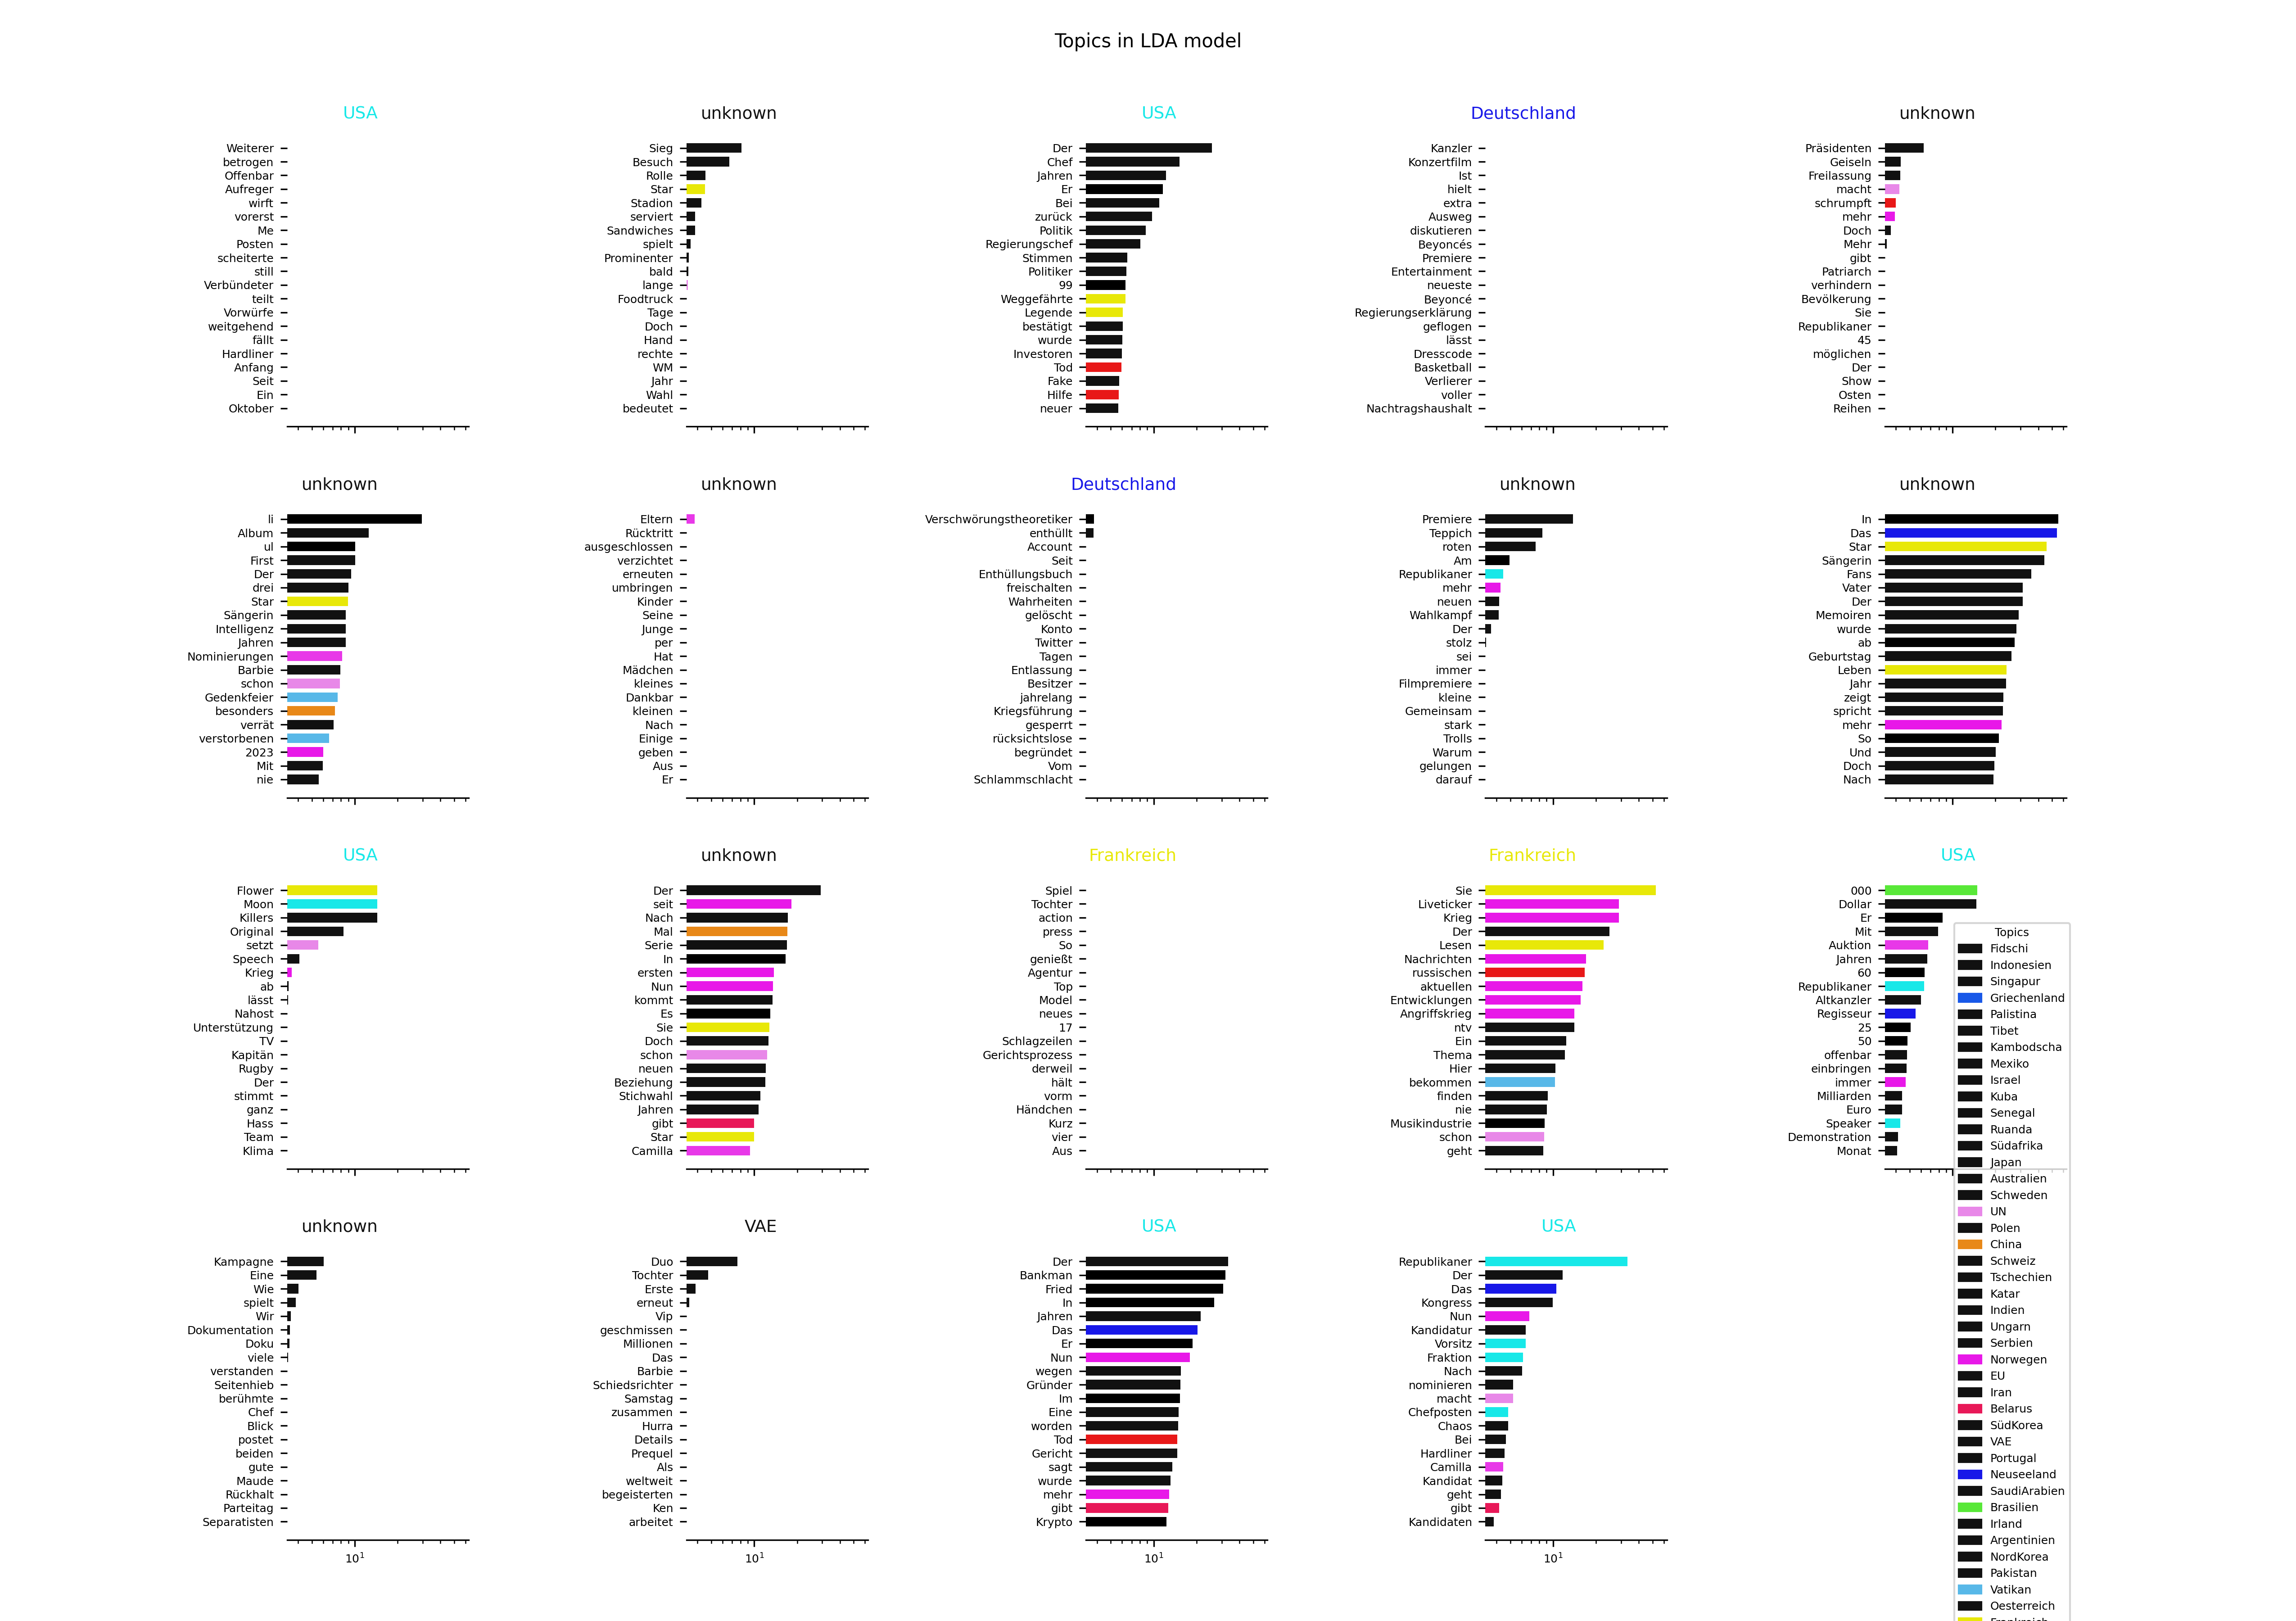 Topics in LDA model
USA
Weiterer
betrogen
Offenbar
Aufreger
wirft
vorerst
Me
Posten
scheiterte
still
Verbündeter
teilt
Vorwürfe
weitgehend
fällt
Hardliner
Anfang
Seit
Ein
Oktober
unknown
Sieg
Besuch
Rolle
Star
Stadion
serviert
Sandwiches
spielt
Prominenter
bald
lange
Foodtruck
Tage
Doch
Hand
rechte
WM
Jahr
Wahl
bedeutet
USA
Der
Chef
Jahren
Er
Bei
zurück
Politik
Regierungschef
Stimmen
Politiker
99
Weggefährte
Legende
bestätigt
wurde
Investoren
Tod
Fake
Hilfe
neuer
Deutschland
Kanzler
Konzertfilm
Ist
hielt
extra
Ausweg
diskutieren
Beyoncés
Premiere
Entertainment
neueste
Beyoncé
Regierungserklärung
geflogen
lässt
Dresscode
Basketball
Verlierer
voller
Nachtragshaushalt
unknown
Präsidenten
Geiseln
Freilassung
macht
schrumpft
mehr
Doch
Mehr
gibt
Patriarch
verhindern
Bevölkerung
Sie
Republikaner
45
möglichen
Der
Show
Osten
Reihen
unknown
li
Album
ul
First
Der
drei
Star
Sängerin
Intelligenz
Jahren
Nominierungen
Barbie
schon
Gedenkfeier
besonders
verrät
verstorbenen
2023
Mit
nie
unknown
Eltern
Rücktritt
ausgeschlossen
verzichtet
erneuten
umbringen
Kinder
Seine
Junge
per
Hat
Mädchen
kleines
Dankbar
kleinen
Nach
Einige
geben
Aus
Er
Deutschland
Verschwörungstheoretiker
enthüllt
Account
Seit
Enthüllungsbuch
freischalten
Wahrheiten
gelöscht
Konto
Twitter
Tagen
Entlassung
Besitzer
jahrelang
Kriegsführung
gesperrt
rücksichtslose
begründet
Vom
Schlammschlacht
unknown
Premiere
Teppich
roten
Am
Republikaner
mehr
neuen
Wahlkampf
Der
stolz
sei
immer
Filmpremiere
kleine
Gemeinsam
stark
Trolls
Warum
gelungen
darauf
unknown
In
Das
Star
Sängerin
Fans
Vater
Der
Memoiren
wurde
ab
Geburtstag
Leben
Jahr
zeigt
spricht
mehr
So
Und
Doch
Nach
USA
Flower
Moon
Killers
Original
setzt
Speech
Krieg
ab
lässt
Nahost
Unterstützung
TV
Kapitän
Rugby
Der
stimmt
ganz
Hass
Team
Klima
unknown
Der
seit
Nach
Mal
Serie
In
ersten
Nun
kommt
Es
Sie
Doch
schon
neuen
Beziehung
Stichwahl
Jahren
gibt
Star
Camilla
Frankreich
Spiel
Tochter
action
press
So
genießt
Agentur
Top
Model
neues
17
Schlagzeilen
Gerichtsprozess
derweil
hält
vorm
Händchen
Kurz
vier
Aus
Frankreich
Sie
Liveticker
Krieg
Der
Lesen
Nachrichten
russischen
aktuellen
Entwicklungen
Angriffskrieg
ntv
Ein
Thema
Hier
bekommen
finden
nie
Musikindustrie
schon
geht
USA
000
Dollar
Er
Mit
Auktion
Jahren
60
Republikaner
Altkanzler
Regisseur
25
50
offenbar
einbringen
immer
Milliarden
Euro
Speaker
Demonstration
Monat
unknown
Kampagne
Eine
Wie
spielt
Wir
Dokumentation
Doku
viele
verstanden
Seitenhieb
berühmte
Chef
Blick
postet
beiden
gute
Maude
Rückhalt
Parteitag
Separatisten
10¹
VAE
Duo
Tochter
Erste
erneut
Vip
geschmissen
Millionen
Das
Barbie
Schiedsrichter
Samstag
zusammen
Hurra
Details
Prequel
Als
weltweit
begeisterten
Ken
arbeitet
10¹
USA
Der
Bankman
Fried
In
Jahren
Das
Er
Nun
wegen
Gründer
Im
Eine
worden
Tod
Gericht
sagt
wurde
mehr
gibt
Krypto
10¹
USA
Republikaner
Der
Das
Kongress
Nun
Kandidatur
Vorsitz
Fraktion
Nach
nominieren
macht
Chefposten
Chaos
Bei
Hardliner
Camilla
Kandidat
geht
gibt
Kandidaten
10¹
Topics
Fidschi
Indonesien
Singapur
Griechenland
Palistina
Tibet
Kambodscha
Mexiko
Israel
Kuba
Senegal
Ruanda
Südafrika
Japan
Australien
Schweden
UN
Polen
China
Schweiz
Tschechien
Katar
Indien
Ungarn
Serbien
Norwegen
EU
Iran
Belarus
SüdKorea
VAE
Portugal
Neuseeland
SaudiArabien
Brasilien
Irland
Argentinien
NordKorea
Pakistan
Vatikan
Oesterreich
Frankreich